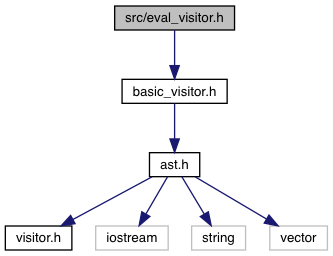 src/eval_visitor.h
basic_visitor.h
ast.h
visitor.h
iostream
string
vector